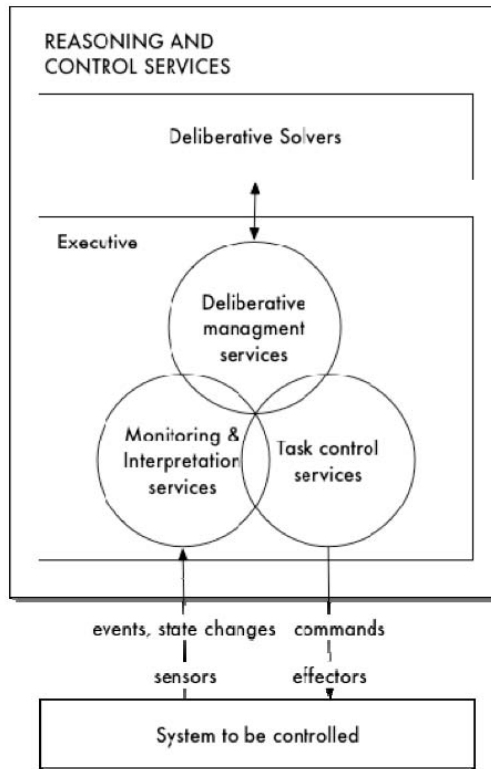 REASONING AND
CONTROL SERVICES
Deliberative Solvers
Executive
Deliberative
managment
services
Monitoring &
Interpretation
services
Task control
services
events, state changes commands
sensors effectors
System to be controlled